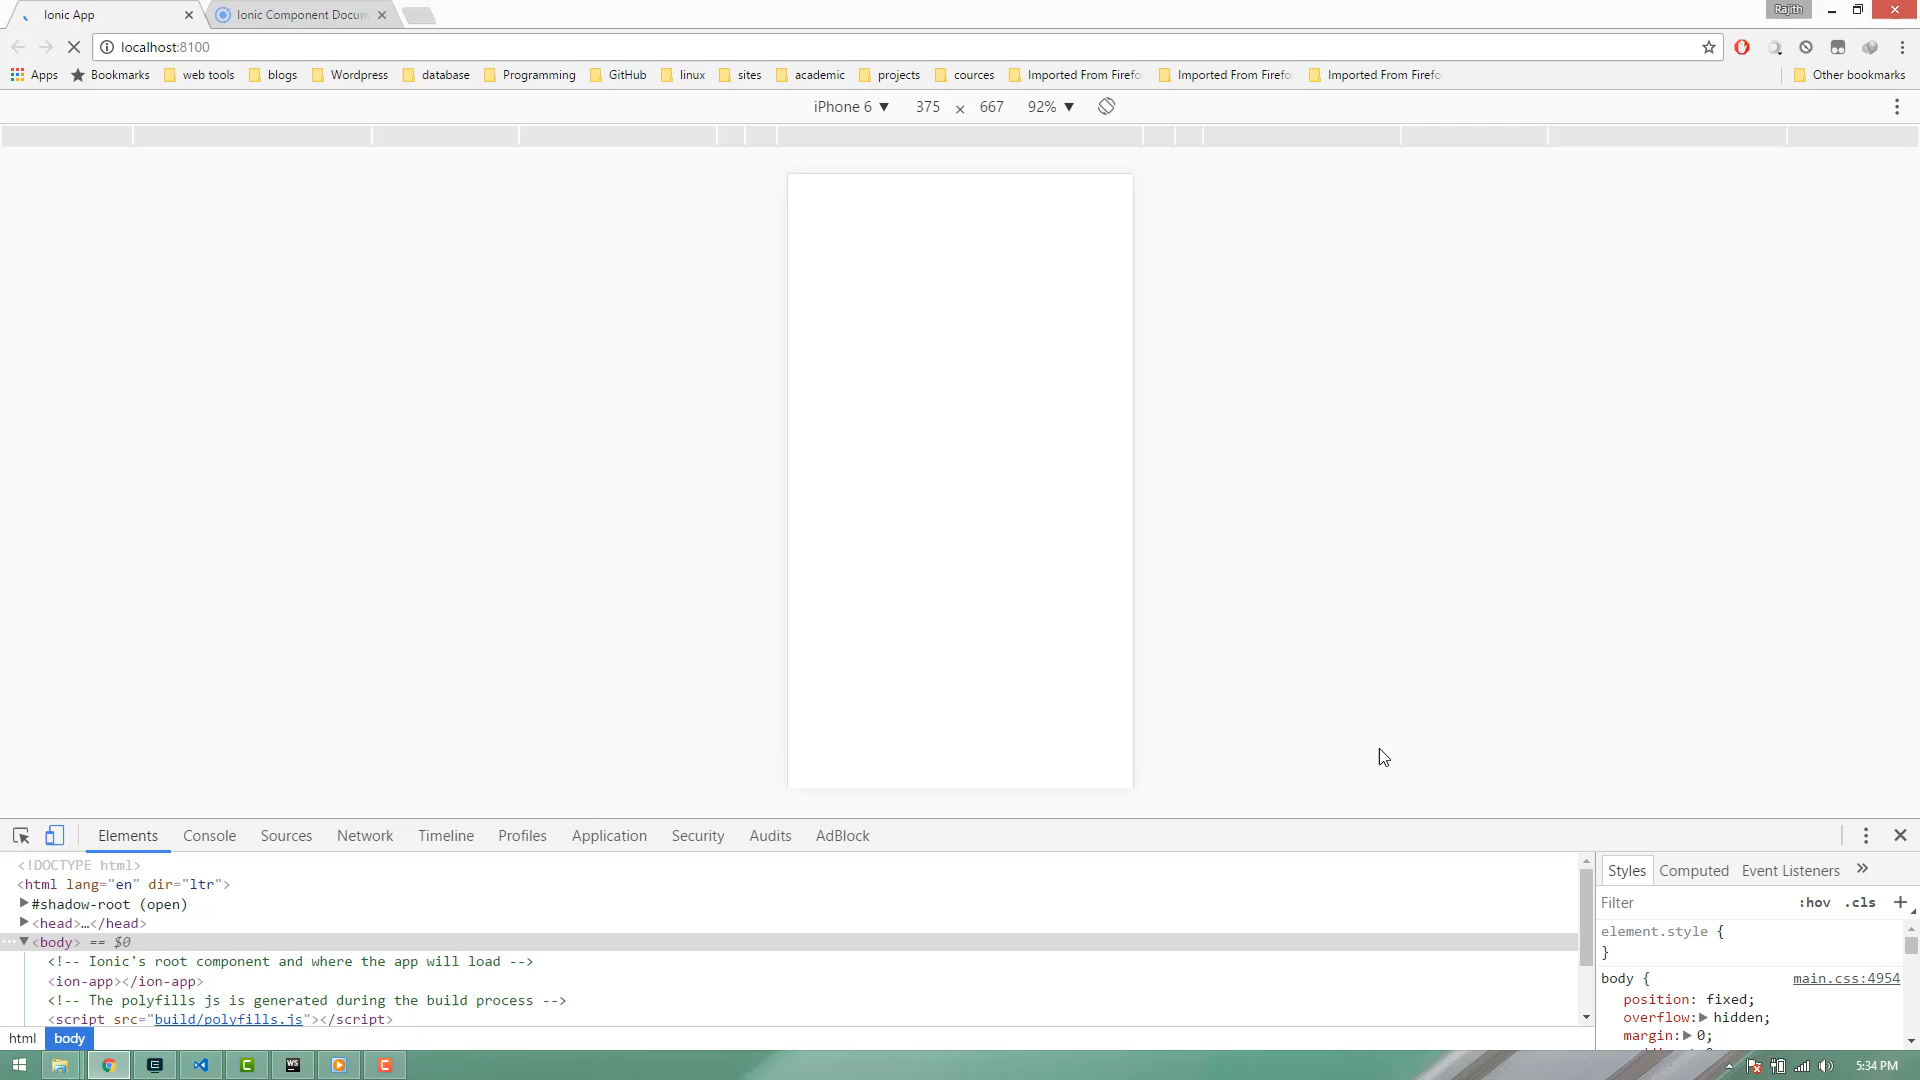 Ionic App
Ionic Component Docum
Rajith
localhost:8100
Apps Bookmarks web tools blogs Wordpress database Programming GitHub linux sites academic projects cources Imported From Firefo Imported From Firefo Imported From Firefo Other bookmarks
iPhone 6 375 x 667 92%
Elements Console Sources Network Timeline Profiles Application Security Audits AdBlock
<!DOCTYPE html>
<html lang="en" dir="ltr">
#shadow-root (open)
<head>…</head>
<body> == $0
<!-- Ionic's root component and where the app will load -->
<ion-app></ion-app>
<!-- The polyfills js is generated during the build process -->
<script src="build/polyfills.js"></script>
html body
Styles Computed Event Listeners
Filter :hov .cls +
element.style {
}
body { main.css:4954
position: fixed;
overflow: hidden;
margin: 0;
5:34 PM